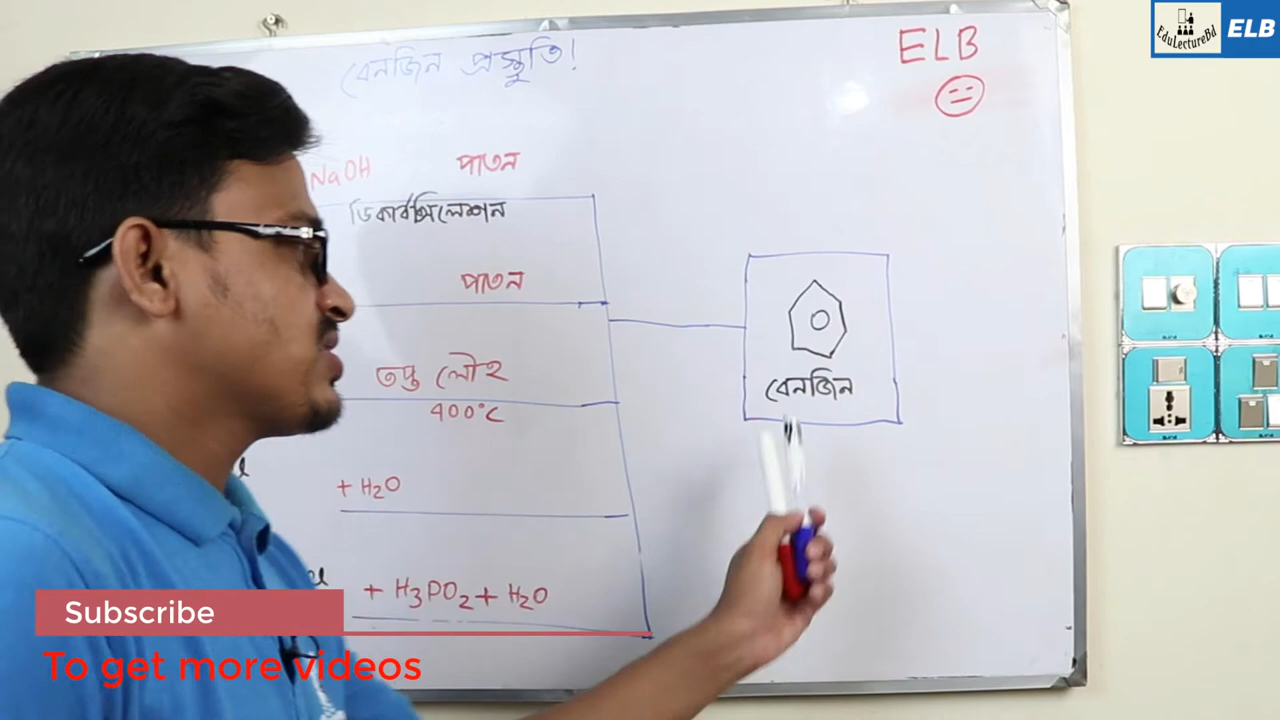 EduLectureBd
ELB
ELB
বেনজিন প্রস্তুতি!
NaOH পাতন
ডিকার্বক্সিলেশন
পাতন
তপ্ত লৌহ
400°C
বেনজিন
+ H₂O
+ H₃PO₂ + H₂O
Subscribe
To get more videos